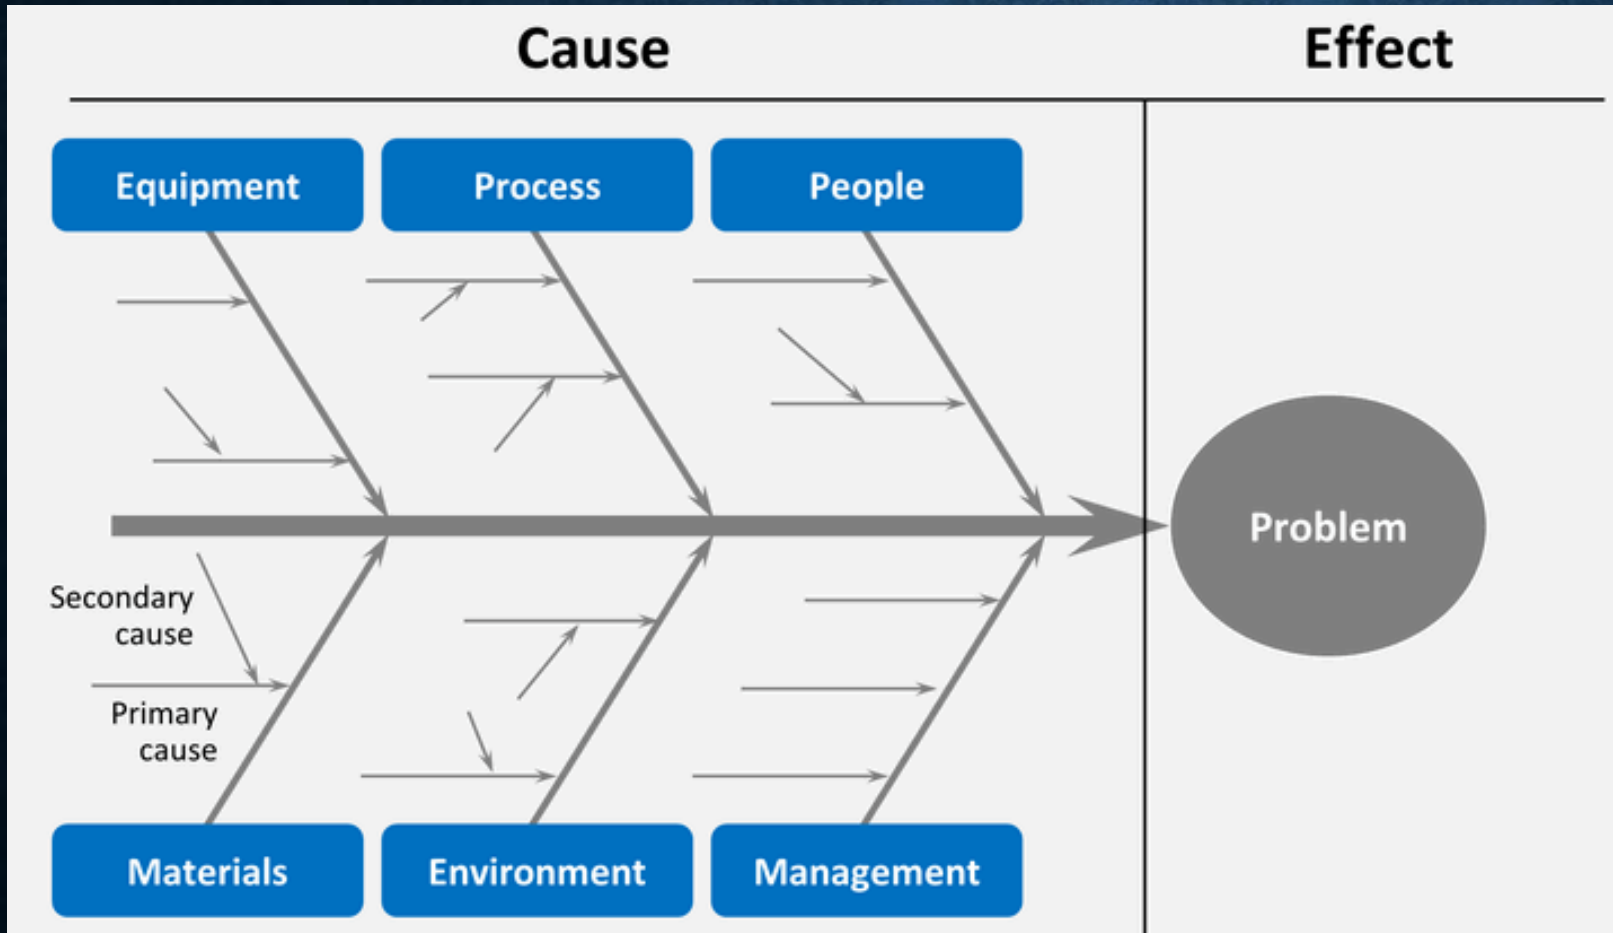 Cause
Effect
Equipment
Process
People
Problem
Secondary
cause
Primary
cause
Materials
Environment
Management